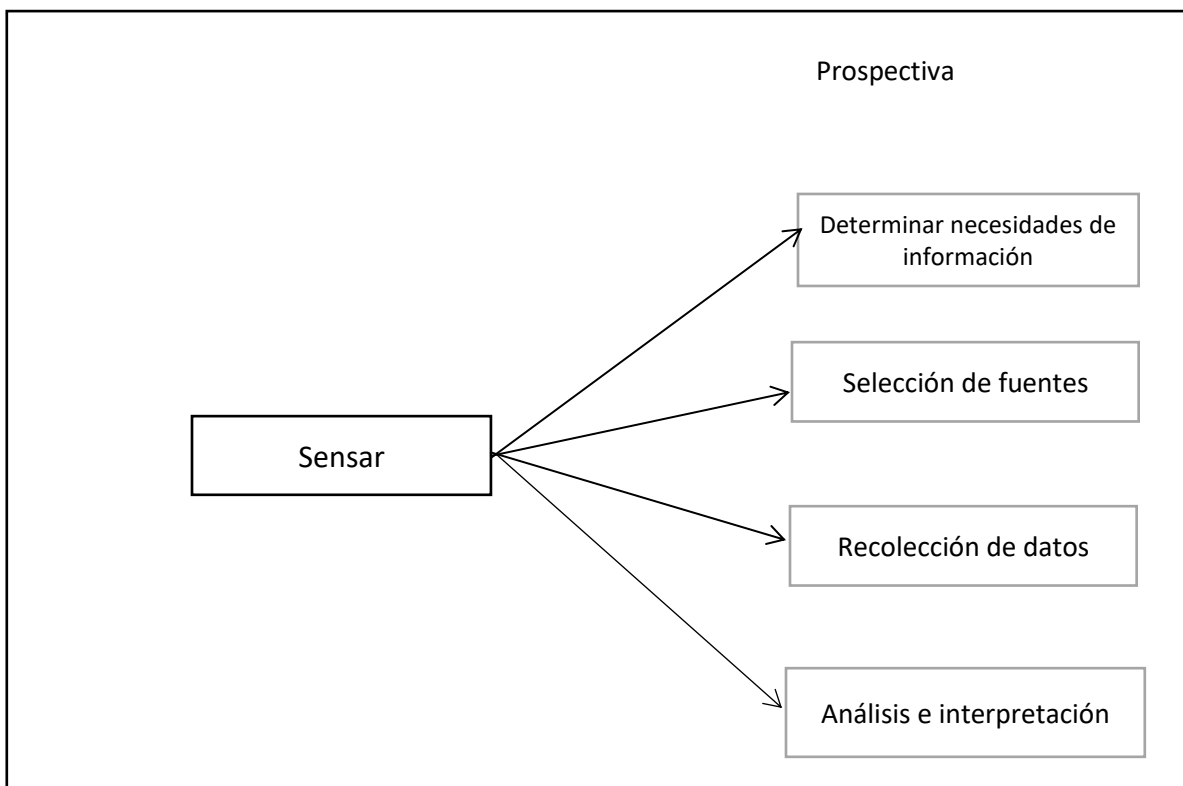 Prospectiva
Determinar necesidades de
información
Selección de fuentes
Sensar
Recolección de datos
Análisis e interpretación